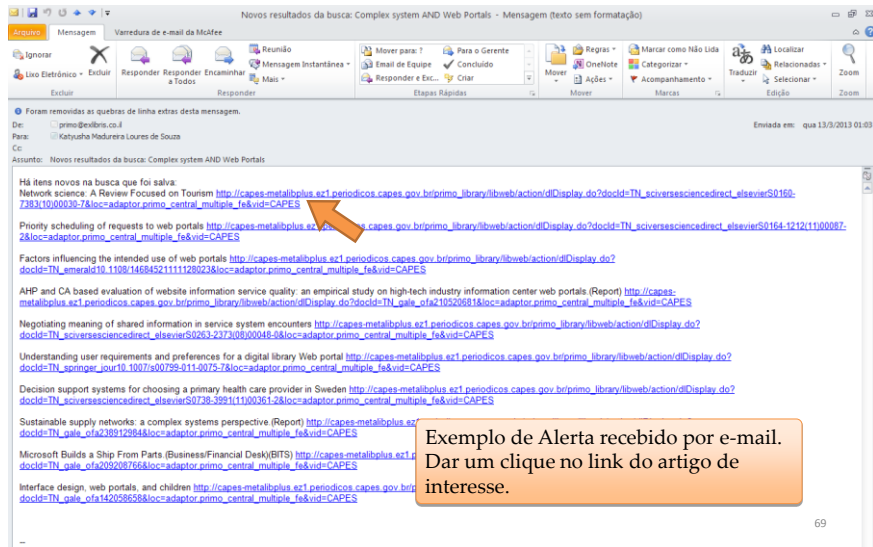 Novos resultados da busca: Complex system AND Web Portals - Mensagem (texto sem formatação)
Arquivo Mensagem Varredura de e-mail da McAfee
Ignorar
Lixo Eletrônico
Excluir
Responder
Responder a Todos
Encaminhar
Reunião
Mensagem Instantânea
Mais
Mover para: ?
Email de Equipe
Responder e Exc...
Para o Gerente
Concluído
Criar
Mover
Regras
OneNote
Ações
Marcar como Não Lida
Categorizar
Acompanhamento
Traduzir
Localizar
Relacionadas
Selecionar
Zoom
Excluir Responder Etapas Rápidas Mover Marcas Edição Zoom
Foram removidas as quebras de linha extras desta mensagem.
De: primo@exlibris.co.il Enviada em: qua 13/3/2013 01:03
Para: Katyusha Madureira Loures de Souza
Cc
Assunto: Novos resultados da busca: Complex system AND Web Portals
Há itens novos na busca que foi salva:
Network science: A Review Focused on Tourism http://capes-metalibplus.ez1.periodicos.capes.gov.br/primo_library/libweb/action/dlDisplay.do?docId=TN_sciversesciencedirect_elsevierS0160-
7383(10)00030-7&loc=adaptor.primo_central_multiple_fe&vid=CAPES
Priority scheduling of requests to web portals http://capes-metalibplus.ez1.periodicos.capes.gov.br/primo_library/libweb/action/dlDisplay.do?docId=TN_sciversesciencedirect_elsevierS0164-1212(11)00087-
2&loc=adaptor.primo_central_multiple_fe&vid=CAPES
Factors influencing the intended use of web portals http://capes-metalibplus.ez1.periodicos.capes.gov.br/primo_library/libweb/action/dlDisplay.do?
docId=TN_emerald10.1108/14684521111128023&loc=adaptor.primo_central_multiple_fe&vid=CAPES
AHP and CA based evaluation of website information service quality: an empirical study on high-tech industry information center web portals.(Report) http://capes-
metalibplus.ez1.periodicos.capes.gov.br/primo_library/libweb/action/dlDisplay.do?docId=TN_gale_ofa210520681&loc=adaptor.primo_central_multiple_fe&vid=CAPES
Negotiating meaning of shared information in service system encounters http://capes-metalibplus.ez1.periodicos.capes.gov.br/primo_library/libweb/action/dlDisplay.do?
docId=TN_sciversesciencedirect_elsevierS0263-2373(08)00048-0&loc=adaptor.primo_central_multiple_fe&vid=CAPES
Understanding user requirements and preferences for a digital library Web portal http://capes-metalibplus.ez1.periodicos.capes.gov.br/primo_library/libweb/action/dlDisplay.do?
docId=TN_springer_jour10.1007/s00799-011-0075-7&loc=adaptor.primo_central_multiple_fe&vid=CAPES
Decision support systems for choosing a primary health care provider in Sweden http://capes-metalibplus.ez1.periodicos.capes.gov.br/primo_library/libweb/action/dlDisplay.do?
docId=TN_sciversesciencedirect_elsevierS0738-3991(11)00361-2&loc=adaptor.primo_central_multiple_fe&vid=CAPES
Sustainable supply networks: a complex systems perspective.(Report) http://capes-metalibplus.ez
docId=TN_gale_ofa238912984&loc=adaptor.primo_central_multiple_fe&vid=CAPES
Microsoft Builds a Ship From Parts.(Business/Financial Desk)(BITS) http://capes-metalibplus.ez1.p
docId=TN_gale_ofa209208766&loc=adaptor.primo_central_multiple_fe&vid=CAPES
Interface design, web portals, and children http://capes-metalibplus.ez1.periodicos.capes.gov.br/p
docId=TN_gale_ofa142058658&loc=adaptor.primo_central_multiple_fe&vid=CAPES
Exemplo de Alerta recebido por e-mail.
Dar um clique no link do artigo de
interesse.
69